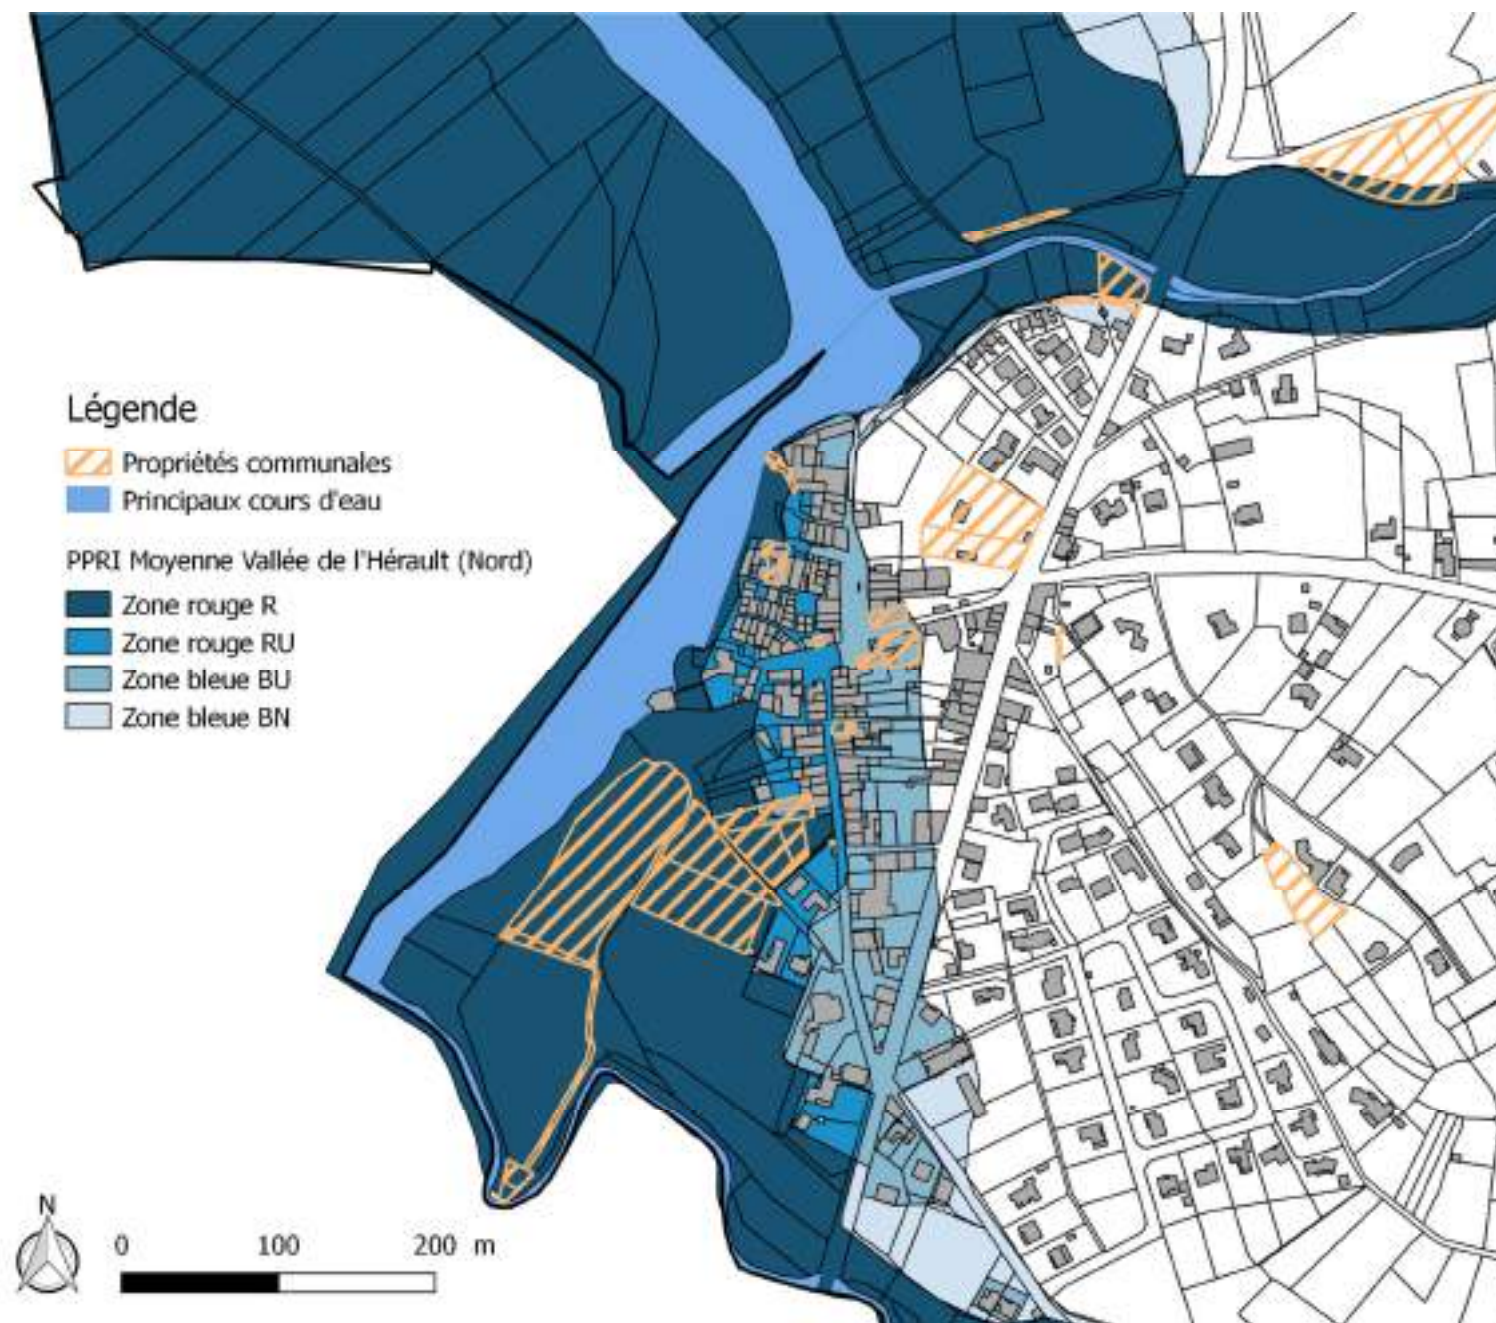 Légende
Propriétés communales
Principaux cours d'eau
PPRI Moyenne Vallée de l'Hérault (Nord)
Zone rouge R
Zone rouge RU
Zone bleue BU
Zone bleue BN
N
0 100 200 m